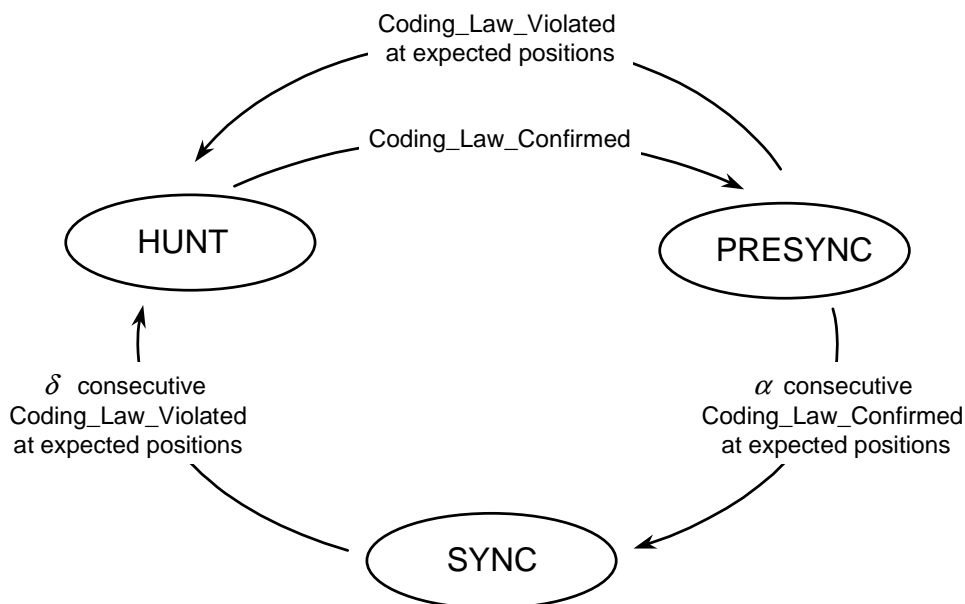 Coding_Law_Violated
at expected positions
Coding_Law_Confirmed
HUNT
PRESYNC
δ consecutive
Coding_Law_Violated
at expected positions
α consecutive
Coding_Law_Confirmed
at expected positions
SYNC